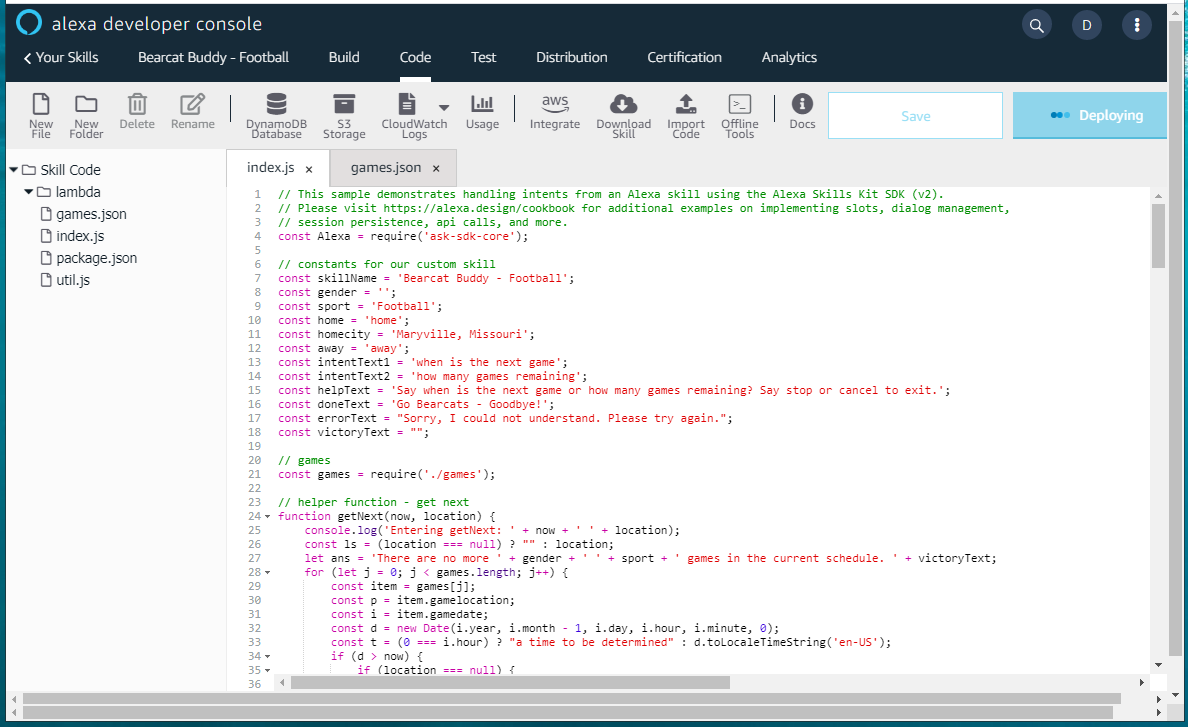 alexa developer console
D
Your Skills Bearcat Buddy - Football Build Code Test Distribution Certification Analytics
New File
New Folder
Delete
Rename
DynamoDB Database
S3 Storage
CloudWatch Logs
Usage
aws Integrate
Download Skill
Import Code
>_ Offline Tools
i Docs
Save
Deploying
Skill Code
lambda
games.json
index.js
package.json
util.js
index.js x games.json x
1 // This sample demonstrates handling intents from an Alexa skill using the Alexa Skills Kit SDK (v2).
2 // Please visit https://alexa.design/cookbook for additional examples on implementing slots, dialog management,
3 // session persistence, api calls, and more.
4 const Alexa = require('ask-sdk-core');
5
6 // constants for our custom skill
7 const skillName = 'Bearcat Buddy - Football';
8 const gender = '';
9 const sport = 'Football';
10 const home = 'home';
11 const homecity = 'Maryville, Missouri';
12 const away = 'away';
13 const intentText1 = 'when is the next game';
14 const intentText2 = 'how many games remaining';
15 const helpText = 'Say when is the next game or how many games remaining? Say stop or cancel to exit.';
16 const doneText = 'Go Bearcats - Goodbye!';
17 const errorText = "Sorry, I could not understand. Please try again.";
18 const victoryText = "";
19
20 // games
21 const games = require('./games');
22
23 // helper function - get next
24 function getNext(now, location) {
25 console.log('Entering getNext: ' + now + ' ' + location);
26 const ls = (location === null) ? "" : location;
27 let ans = 'There are no more ' + gender + ' ' + sport + ' games in the current schedule. ' + victoryText;
28 for (let j = 0; j < games.length; j++) {
29 const item = games[j];
30 const p = item.gamelocation;
31 const i = item.gamedate;
32 const d = new Date(i.year, i.month - 1, i.day, i.hour, i.minute, 0);
33 const t = (0 === i.hour) ? "a time to be determined" : d.toLocaleTimeString('en-US');
34 if (d > now) {
35 if (location === null) {
36